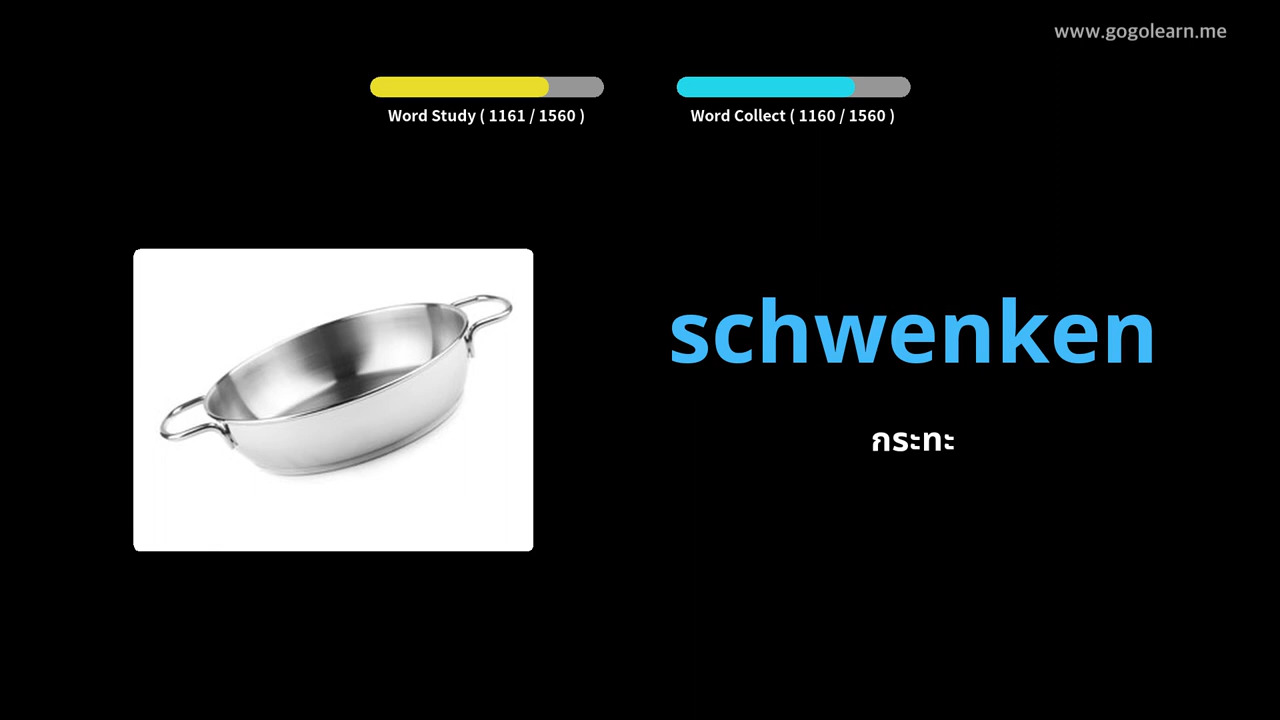 www.gogolearn.me
Word Study ( 1161 / 1560 )
Word Collect ( 1160 / 1560 )
schwenken
กระทะ